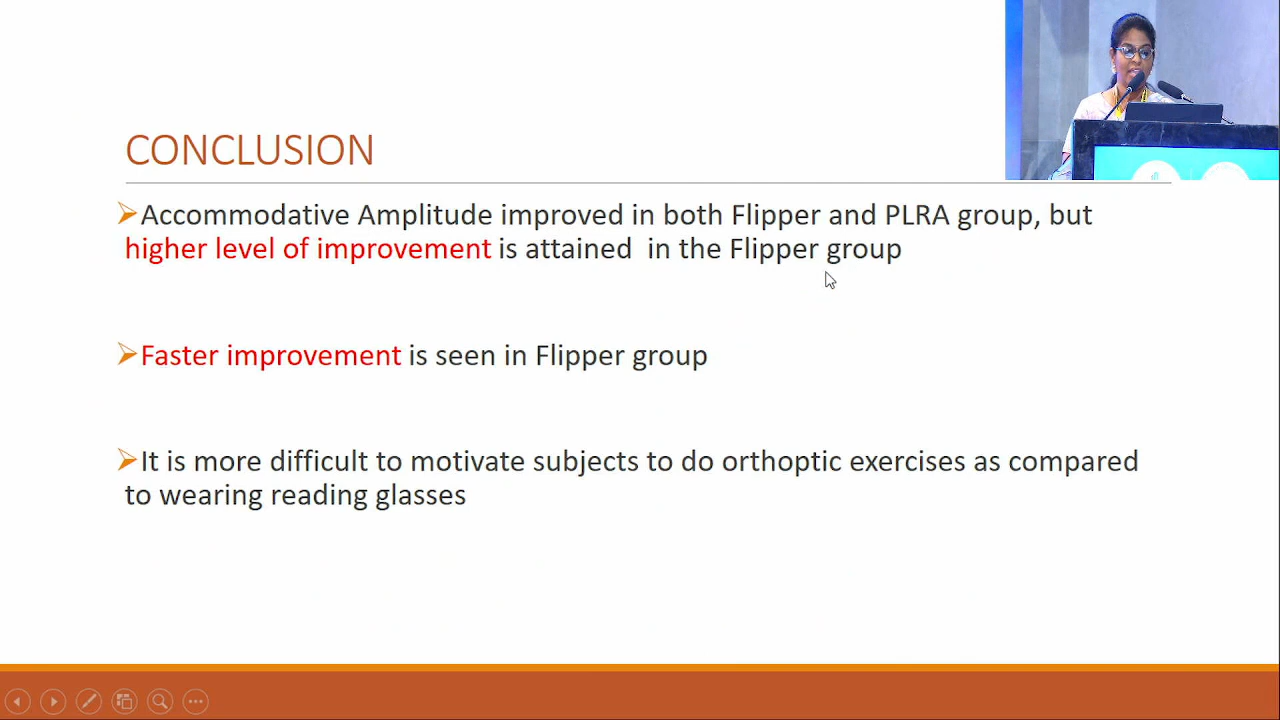 CONCLUSION
Accommodative Amplitude improved in both Flipper and PLRA group, but
higher level of improvement is attained in the Flipper group
Faster improvement is seen in Flipper group
It is more difficult to motivate subjects to do orthoptic exercises as compared
to wearing reading glasses